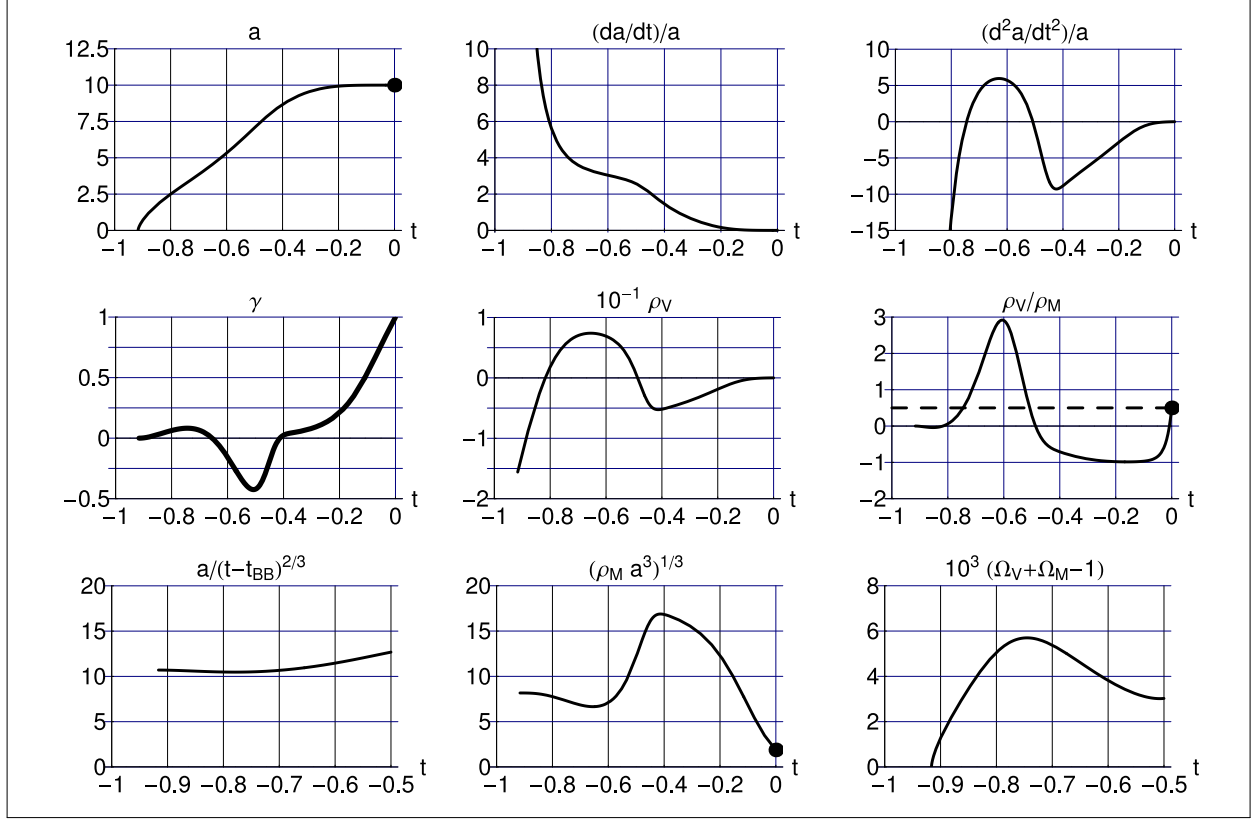 a
(da/dt)/a
(d²a/dt²)/a
12.5
10
7.5
5
2.5
0
−1 −0.8 −0.6 −0.4 −0.2 0 t
10
8
6
4
2
0
−1 −0.8 −0.6 −0.4 −0.2 0 t
10
5
0
−5
−10
−15
−1 −0.8 −0.6 −0.4 −0.2 0 t
γ
10⁻¹ ρ_V
ρ_V/ρ_M
1
0.5
0
−0.5
−1 −0.8 −0.6 −0.4 −0.2 0 t
1
0
−1
−2
−1 −0.8 −0.6 −0.4 −0.2 0 t
3
2
1
0
−1
−2
−1 −0.8 −0.6 −0.4 −0.2 0 t
a/(t−t_BB)^2/3
(ρ_M a³)^1/3
10³ (Ω_V+Ω_M−1)
20
15
10
5
0
−1 −0.9 −0.8 −0.7 −0.6 −0.5 t
20
15
10
5
0
−1 −0.8 −0.6 −0.4 −0.2 0 t
8
6
4
2
0
−1 −0.9 −0.8 −0.7 −0.6 −0.5 t